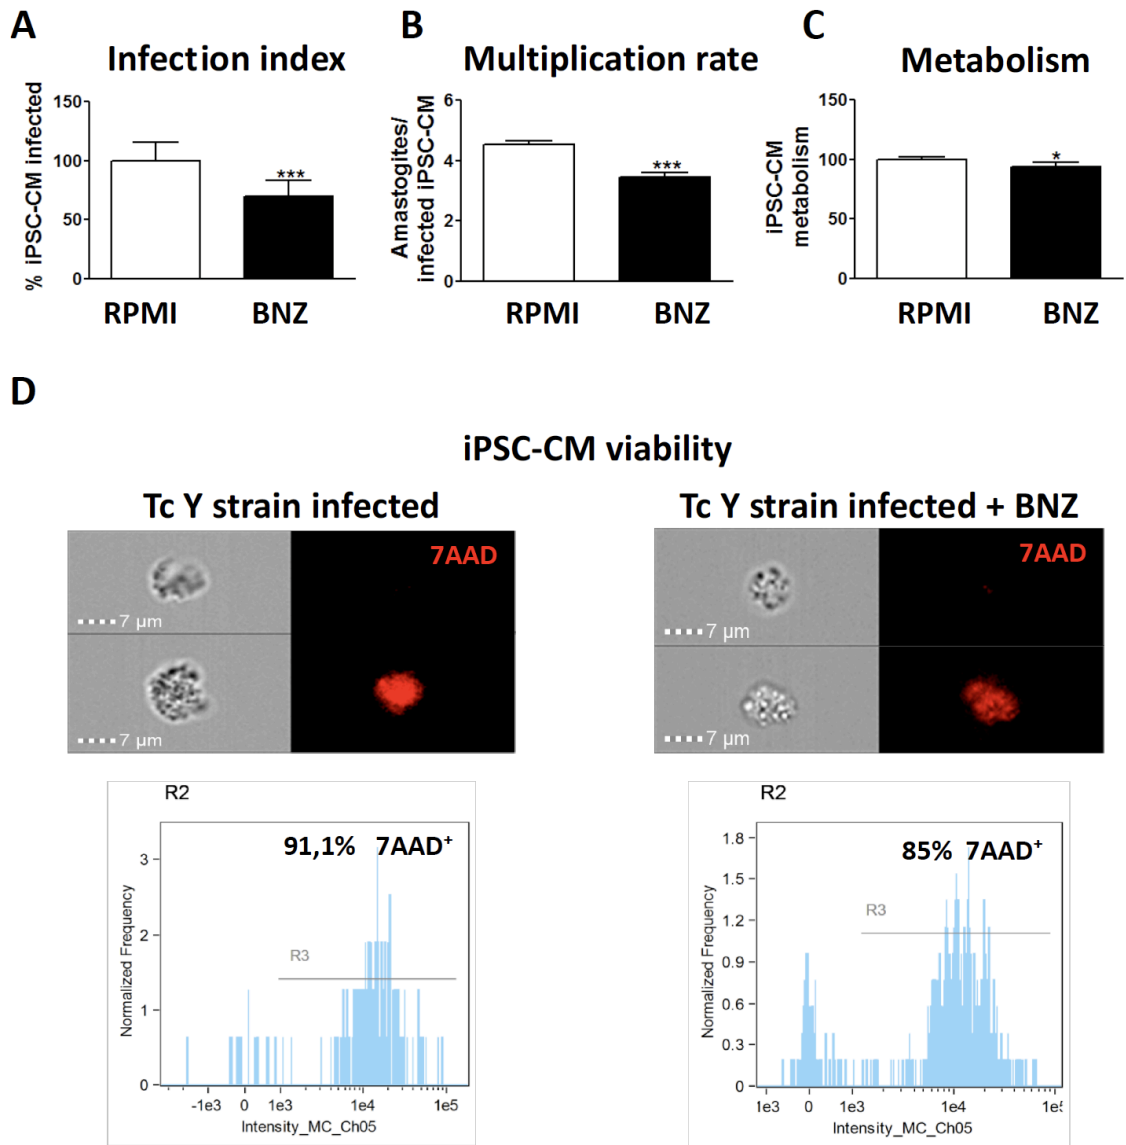 A
Infection index
% iPSC-CM infected
150
100
50
0
***
RPMI
BNZ
B
Multiplication rate
Amastogites/
infected iPSC-CM
6
4
2
0
***
RPMI
BNZ
C
Metabolism
iPSC-CM
metabolism
150
100
50
0
*
RPMI
BNZ
D
iPSC-CM viability
Tc Y strain infected
7AAD
7 µm
7 µm
Tc Y strain infected + BNZ
7AAD
7 µm
7 µm
R2
91,1% 7AAD+
R3
Normalized Frequency
3
2
1
0
-1e3 0 1e3 1e4 1e5
Intensity_MC_Ch05
R2
85% 7AAD+
R3
Normalized Frequency
1.8
1.5
1.2
0.9
0.6
0.3
0
1e3 0 1e3 1e4 1e5
Intensity_MC_Ch05